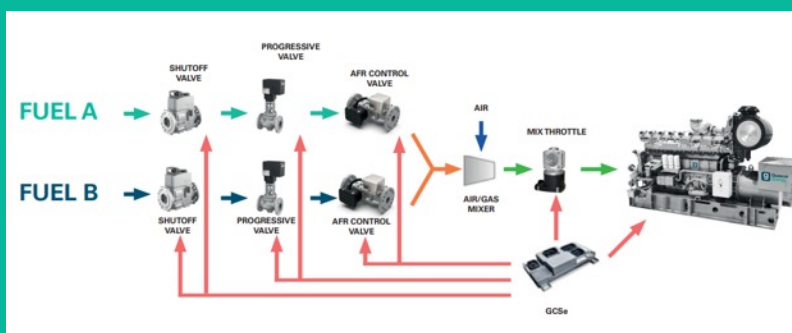 PROGRESSIVE
VALVE
SHUTOFF
VALVE
AFR CONTROL
VALVE
FUEL A
AIR
MIX THROTTLE
FUEL B
AIR/GAS
MIXER
SHUTOFF
VALVE
PROGRESSIVE
VALVE
AFR CONTROL
VALVE
GCSe